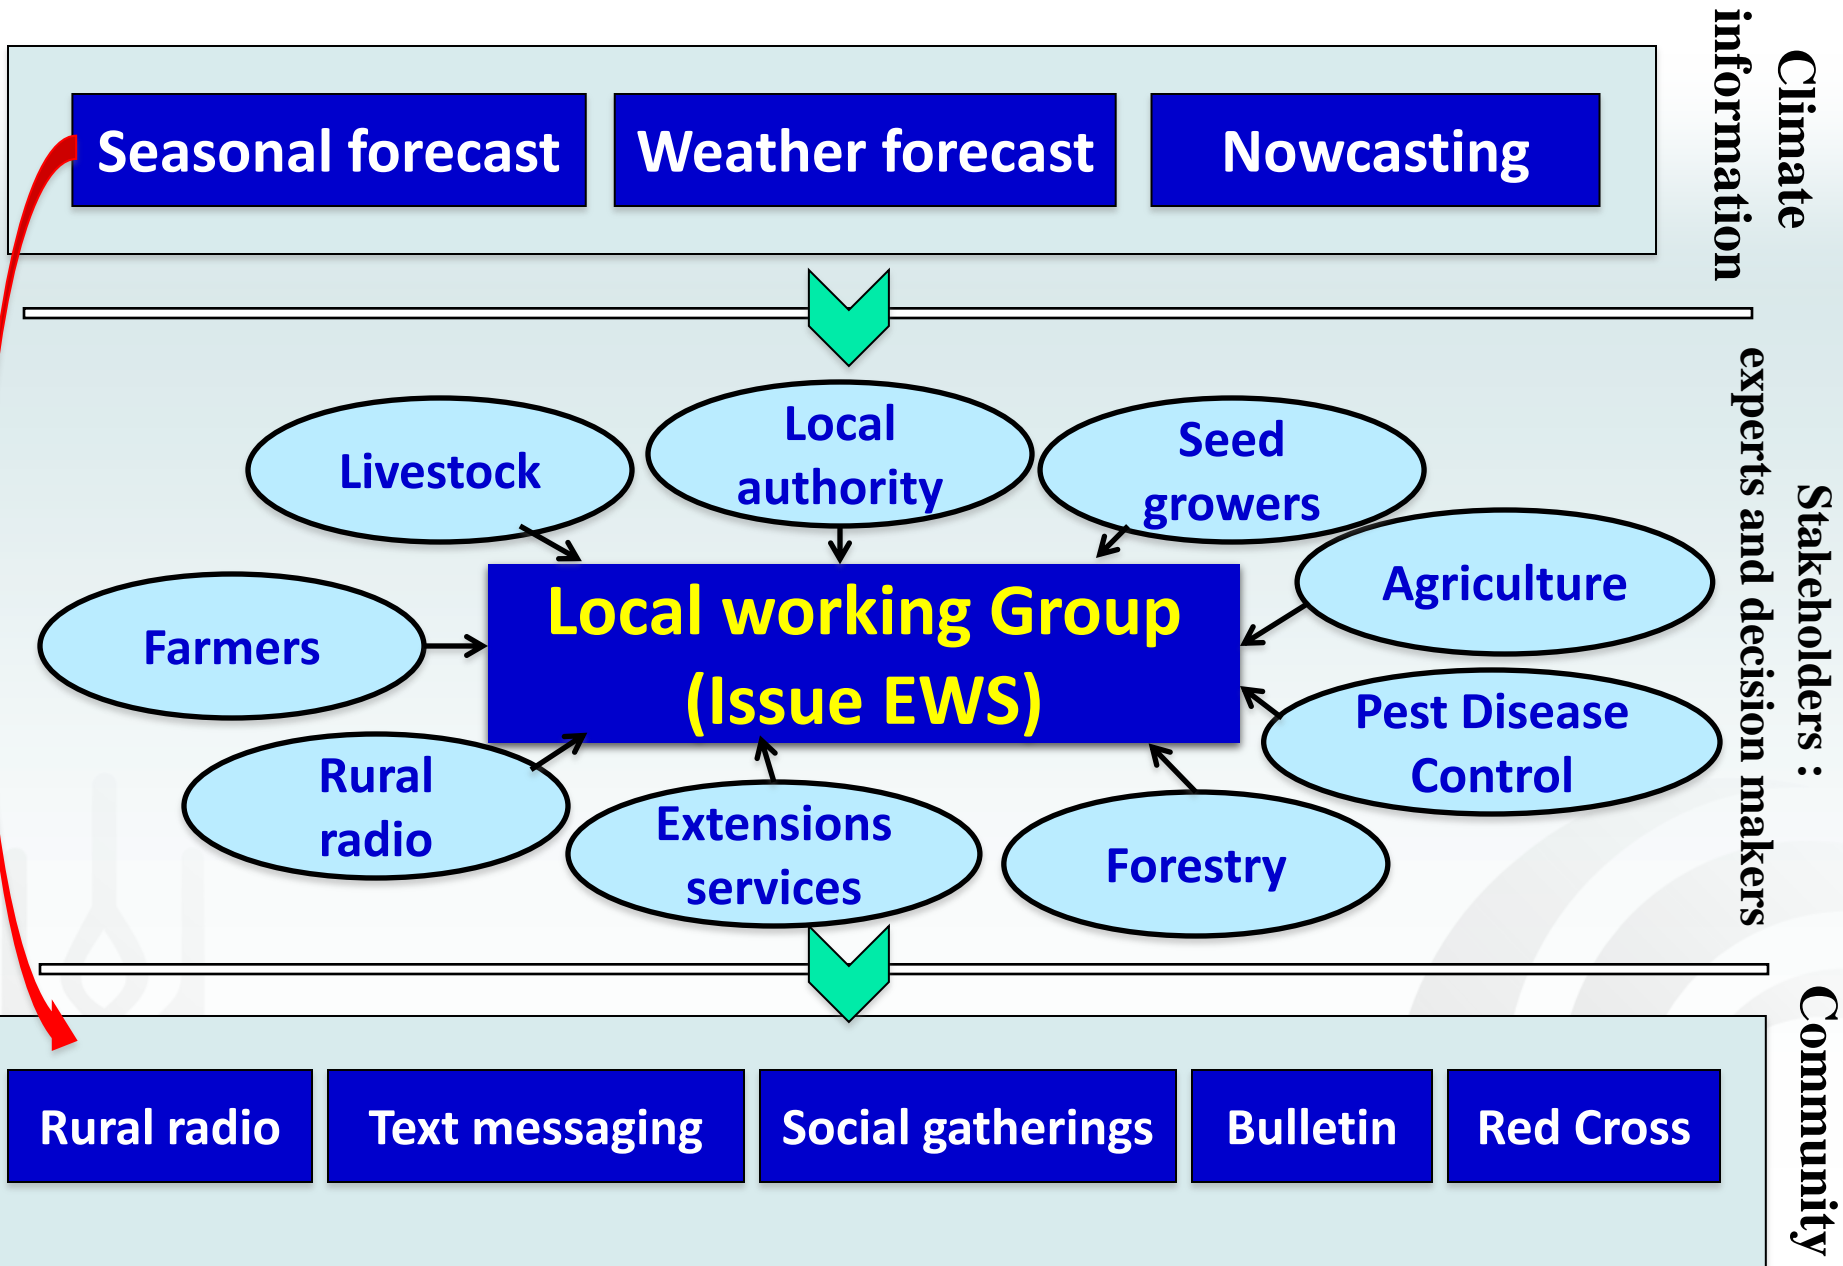 Seasonal forecast
Weather forecast
Nowcasting
Climate
information
Livestock
Local
authority
Seed
growers
Agriculture
Farmers
Local working Group
(Issue EWS)
Pest Disease
Control
Rural
radio
Extensions
services
Forestry
Stakeholders :
experts and decision makers
Rural radio
Text messaging
Social gatherings
Bulletin
Red Cross
Community